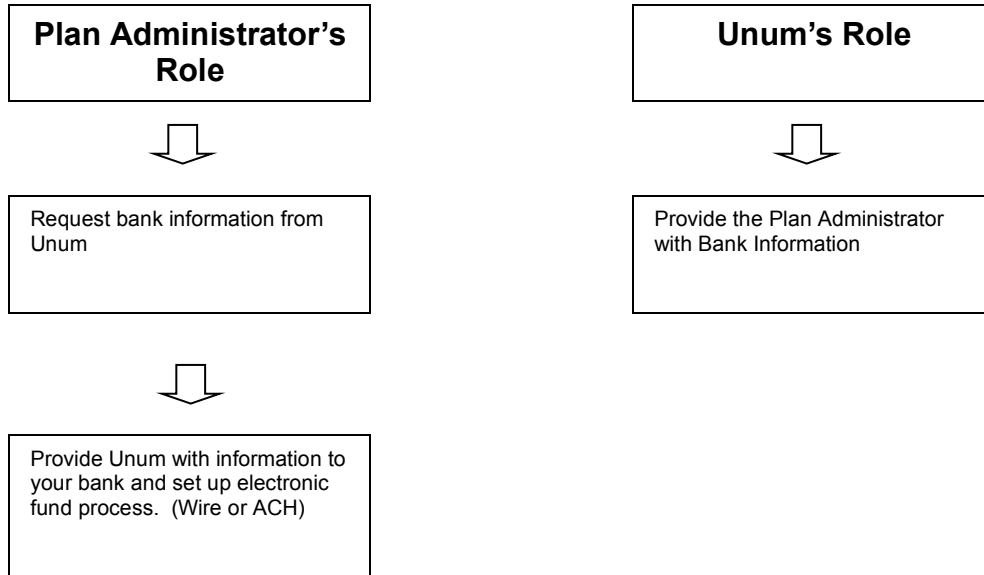 Plan Administrator’s
Role
Unum’s Role
Request bank information from
Unum
Provide the Plan Administrator
with Bank Information
Provide Unum with information to
your bank and set up electronic
fund process.  (Wire or ACH)